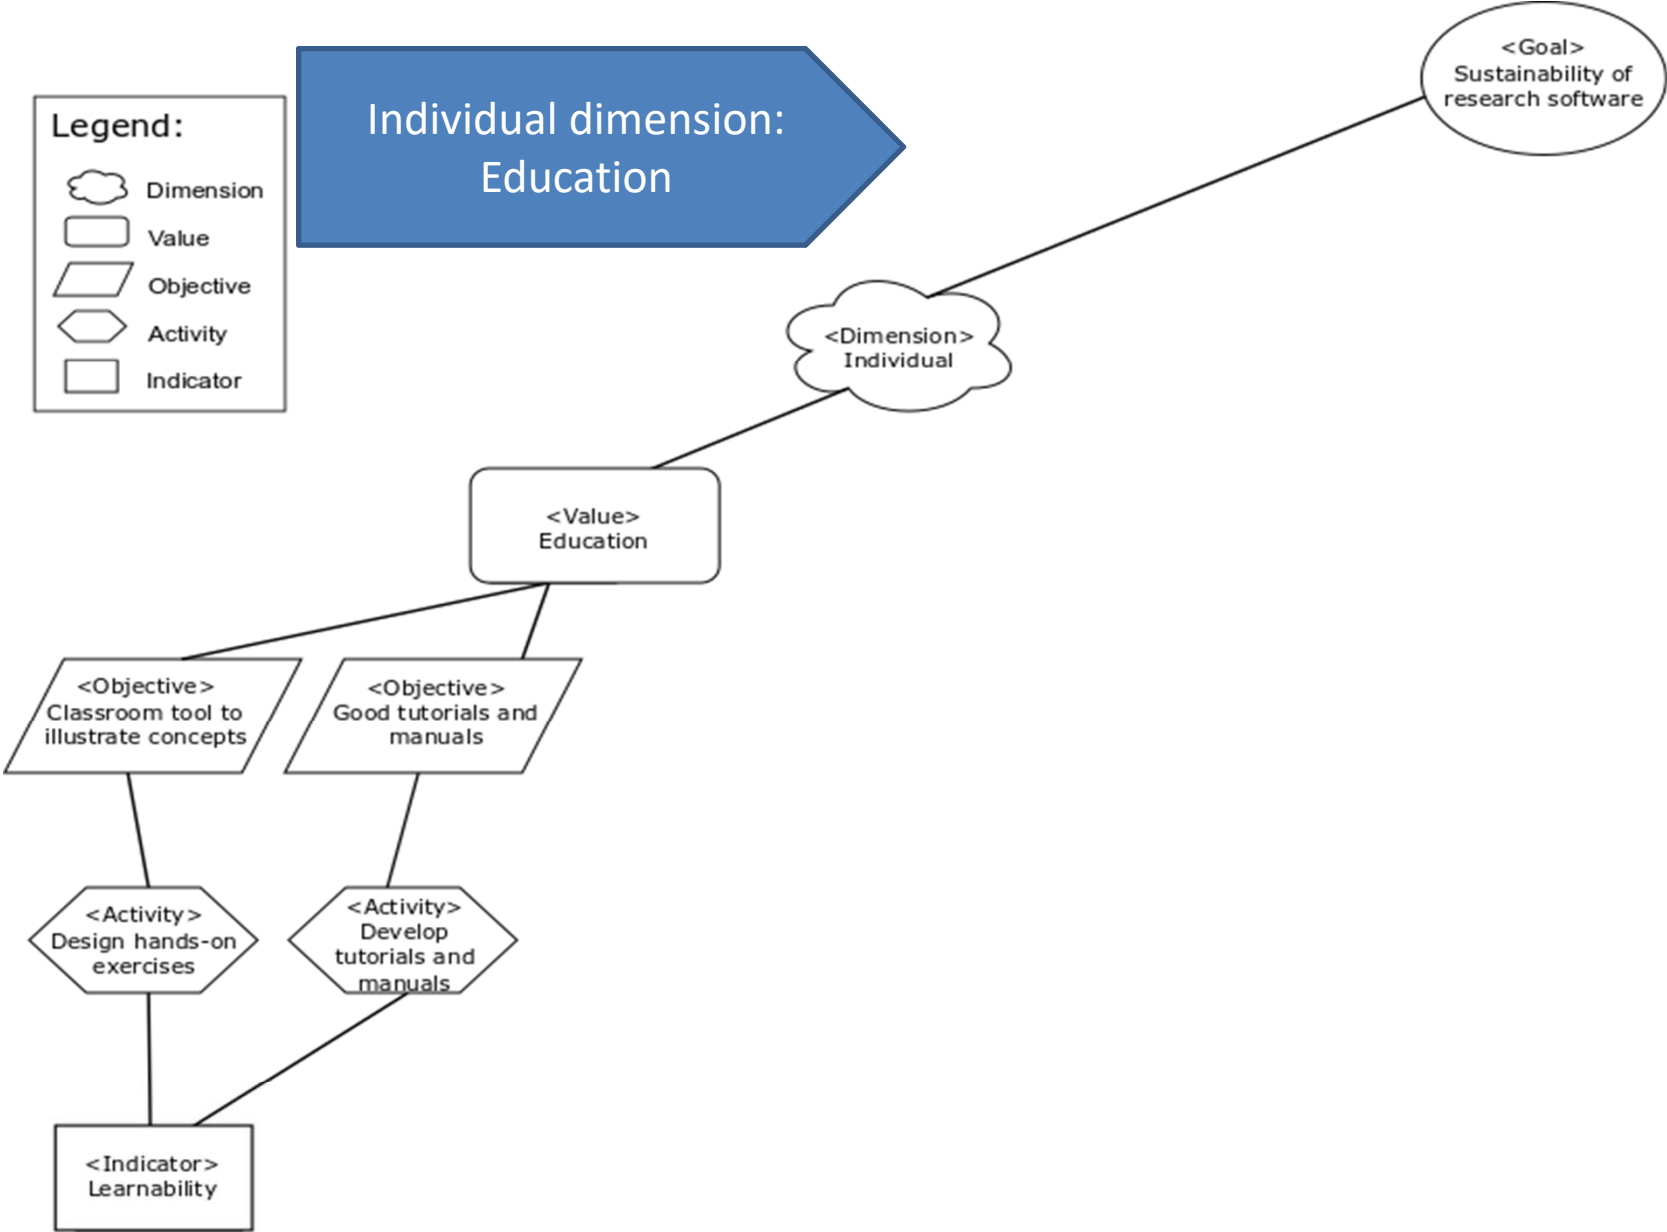 <Goal>
Sustainability of
research software
Individual dimension:
Education
Legend:
Dimension
Value
Objective
Activity
Indicator
<Dimension>
Individual
<Value>
Education
<Objective>
Classroom tool to
illustrate concepts
<Objective>
Good tutorials and
manuals
<Activity>
Design hands-on
exercises
<Activity>
Develop
tutorials and
manuals
<Indicator>
Learnability